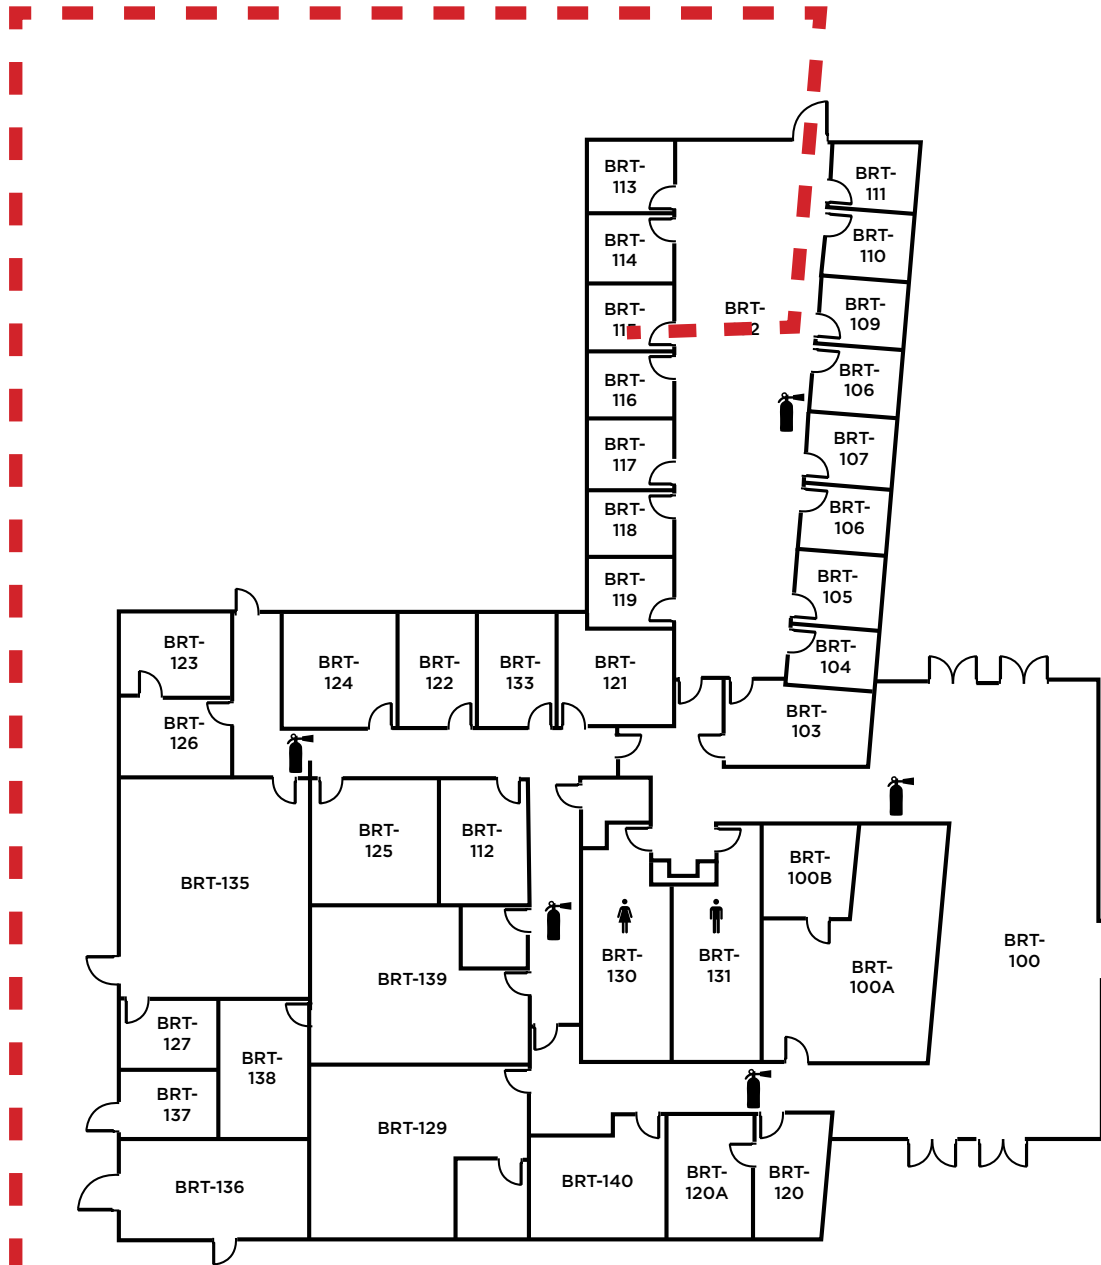 BRT-
113
BRT-
111
BRT-
114
BRT-
110
BRT-
BRT-
BRT-
109
BRT-
116
BRT-
106
BRT-
117
BRT-
107
BRT-
118
BRT-
106
BRT-
119
BRT-
105
BRT-
123
BRT-
124
BRT-
122
BRT-
133
BRT-
121
BRT-
104
BRT-
126
BRT-
103
BRT-
125
BRT-
112
BRT-
100B
BRT-135
BRT-139
BRT-
130
BRT-
131
BRT-
100A
BRT-
100
BRT-
127
BRT-
138
BRT-
137
BRT-129
BRT-136
BRT-140
BRT-
120A
BRT-
120